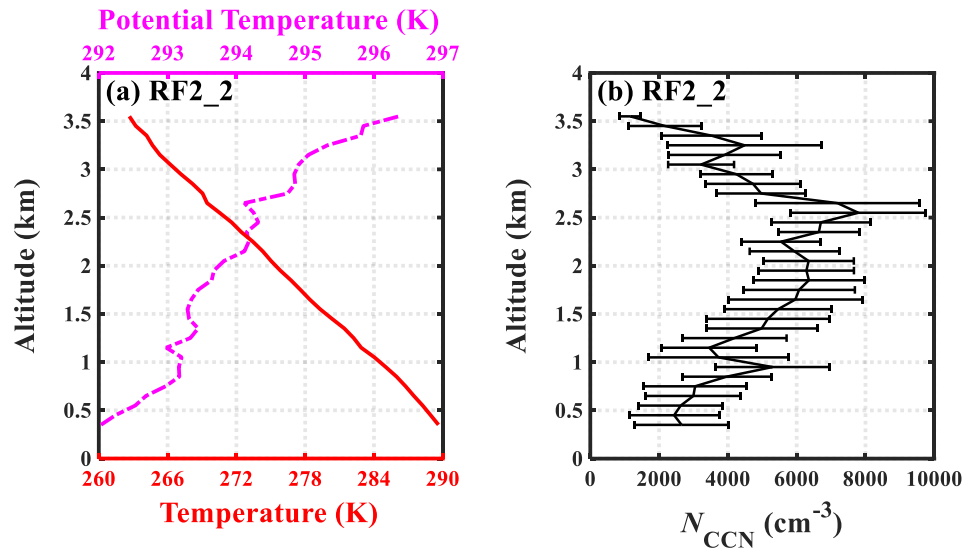 Potential Temperature (K)
292 293 294 295 296 297
(a) RF2_2
4
3.5
3
2.5
2
1.5
1
0.5
0
Altitude (km)
260 266 272 278 284 290
Temperature (K)
(b) RF2_2
4
3.5
3
2.5
2
1.5
1
0.5
0
Altitude (km)
0 2000 4000 6000 8000 10000
N_CCN (cm^-3)